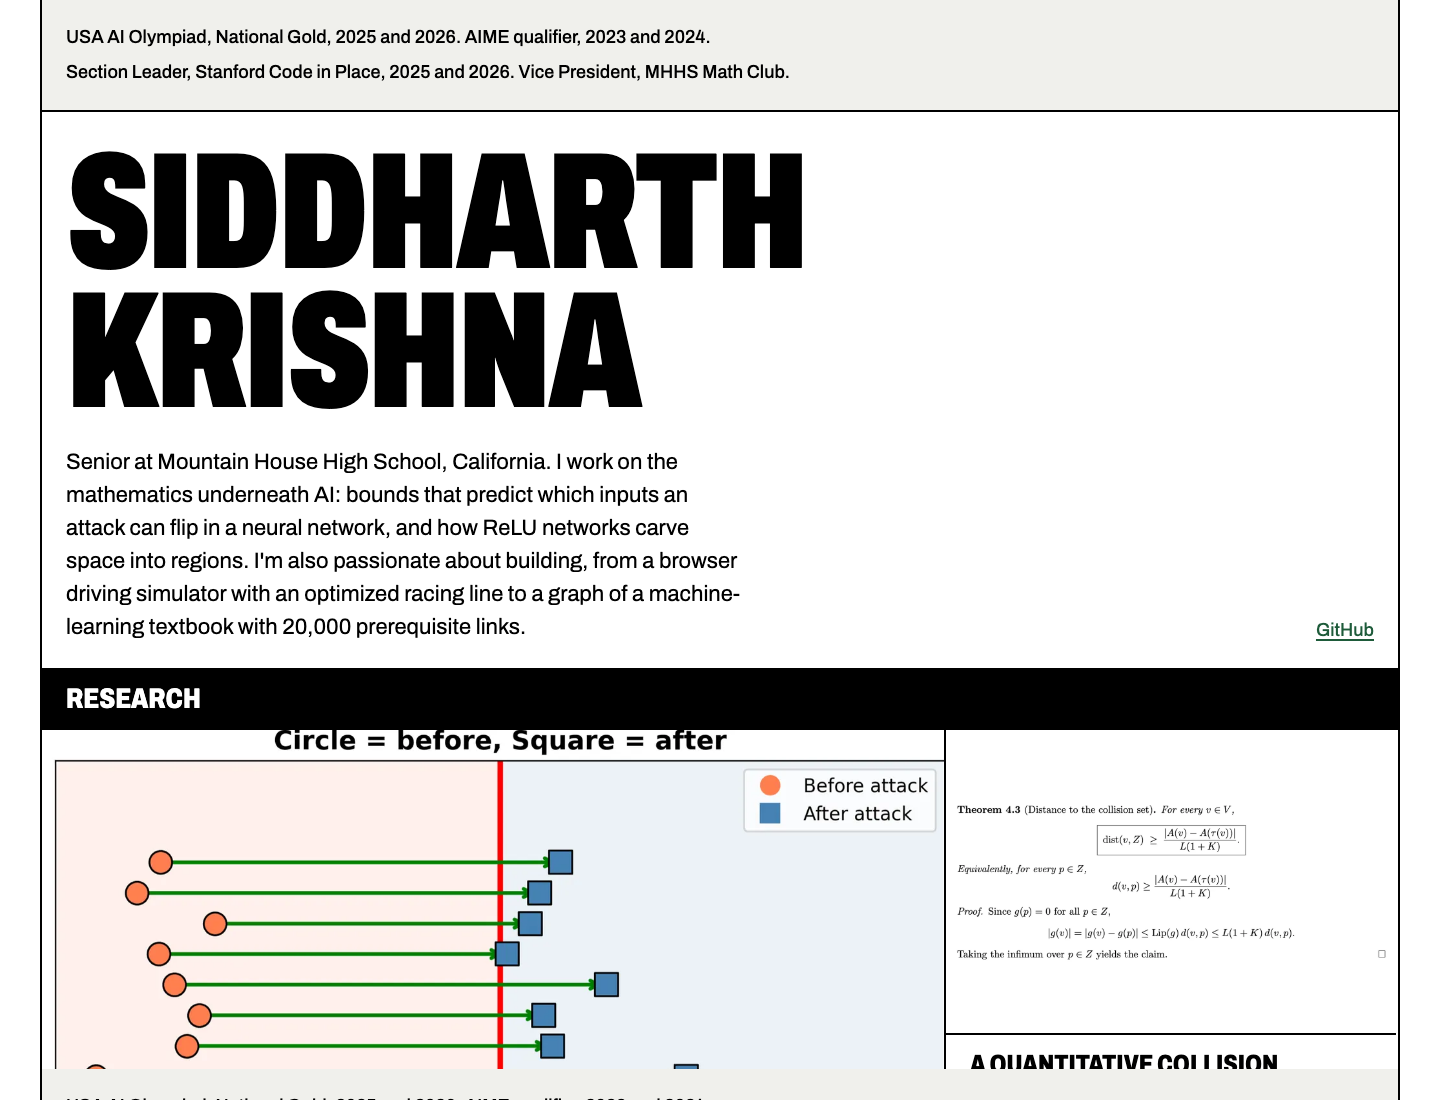 USA AI Olympiad, National Gold, 2025 and 2026. AIME qualifier, 2023 and 2024.
Section Leader, Stanford Code in Place, 2025 and 2026. Vice President, MHHS Math Club.
SIDDHARTH
KRISHNA
Senior at Mountain House High School, California. I work on the
mathematics underneath AI: bounds that predict which inputs an
attack can flip in a neural network, and how ReLU networks carve
space into regions. I'm also passionate about building, from a browser
driving simulator with an optimized racing line to a graph of a machine-
learning textbook with 20,000 prerequisite links.
GitHub
RESEARCH
Circle = before, Square = after
Before attack
After attack
Theorem 4.3 (Distance to the collision set). For every v ∈ V,
dist(v, Z) ≥ |A(v) − A(τ(v))| / L(1 + K).
Equivalently, for every p ∈ Z,
d(v, p) ≥ |A(v) − A(τ(v))| / L(1 + K).
Proof. Since g(p) = 0 for all p ∈ Z,
|g(v)| = |g(v) − g(p)| ≤ Lip(g) d(v, p) ≤ L(1 + K) d(v, p).
Taking the infimum over p ∈ Z yields the claim. □
A QUANTITATIVE COLLISION